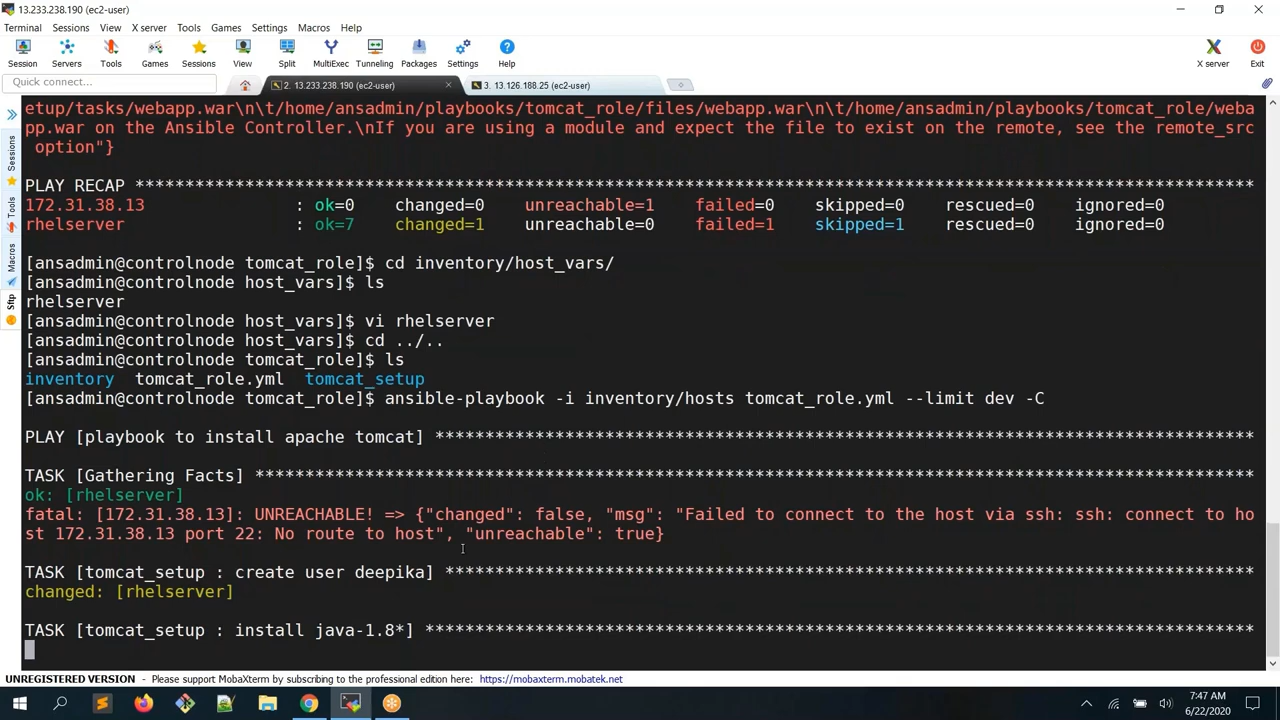 13.233.238.190 (ec2-user)
Terminal Sessions View X server Tools Games Settings Macros Help
Session Servers Tools Games Sessions View Split MultiExec Tunneling Packages Settings Help X server Exit
Quick connect... 2. 13.233.238.190 (ec2-user) 3. 13.126.188.25 (ec2-user)
Sessions
Tools
Macros
Sftp
etup/tasks/webapp.war\n\t/home/ansadmin/playbooks/tomcat_role/files/webapp.war\n\t/home/ansadmin/playbooks/tomcat_role/weba
pp.war on the Ansible Controller.\nIf you are using a module and expect the file to exist on the remote, see the remote_src
option"}
PLAY RECAP *****************************************************************************************************************
172.31.38.13 : ok=0 changed=0 unreachable=1 failed=0 skipped=0 rescued=0 ignored=0
rhelserver : ok=7 changed=1 unreachable=0 failed=1 skipped=1 rescued=0 ignored=0
[ansadmin@controlnode tomcat_role]$ cd inventory/host_vars/
[ansadmin@controlnode host_vars]$ ls
rhelserver
[ansadmin@controlnode host_vars]$ vi rhelserver
[ansadmin@controlnode host_vars]$ cd ../..
[ansadmin@controlnode tomcat_role]$ ls
inventory tomcat_role.yml tomcat_setup
[ansadmin@controlnode tomcat_role]$ ansible-playbook -i inventory/hosts tomcat_role.yml --limit dev -C
PLAY [playbook to install apache tomcat] ***********************************************************************************
TASK [Gathering Facts] ****************************************************************************************************
ok: [rhelserver]
fatal: [172.31.38.13]: UNREACHABLE! => {"changed": false, "msg": "Failed to connect to the host via ssh: ssh: connect to ho
st 172.31.38.13 port 22: No route to host", "unreachable": true}
TASK [tomcat_setup : create user deepika] *********************************************************************************
changed: [rhelserver]
TASK [tomcat_setup : install java-1.8*] ***********************************************************************************
UNREGISTERED VERSION - Please support MobaXterm by subscribing to the professional edition here: https://mobaxterm.mobatek.net
7:47 AM
6/22/2020